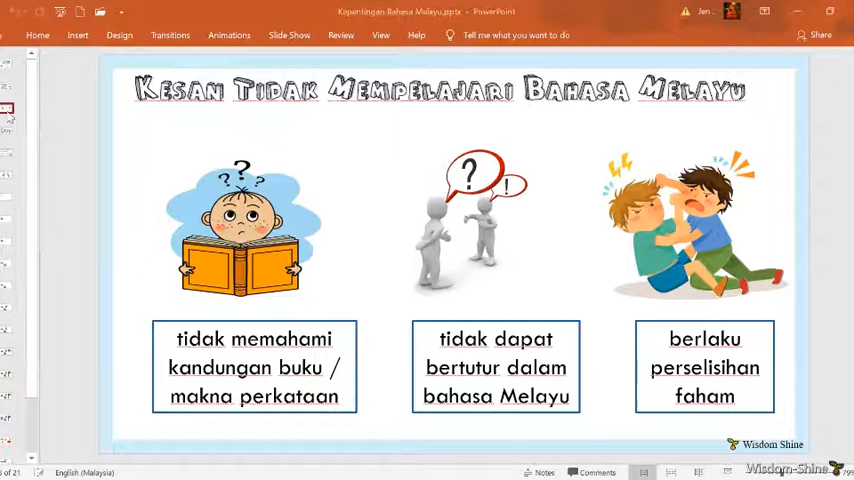 Kepentingan Bahasa Melayu.pptx - PowerPoint
Jen ...
Home Insert Design Transitions Animations Slide Show Review View Help Tell me what you want to do Share
KESAN TIDAK MEMPELAJARI BAHASA MELAYU
? ? ?
? !
tidak memahami
kandungan buku /
makna perkataan
tidak dapat
bertutur dalam
bahasa Melayu
berlaku
perselisihan
faham
Wisdom Shine
of 21 English (Malaysia) Notes Comments 79%
Wisdom-Shine